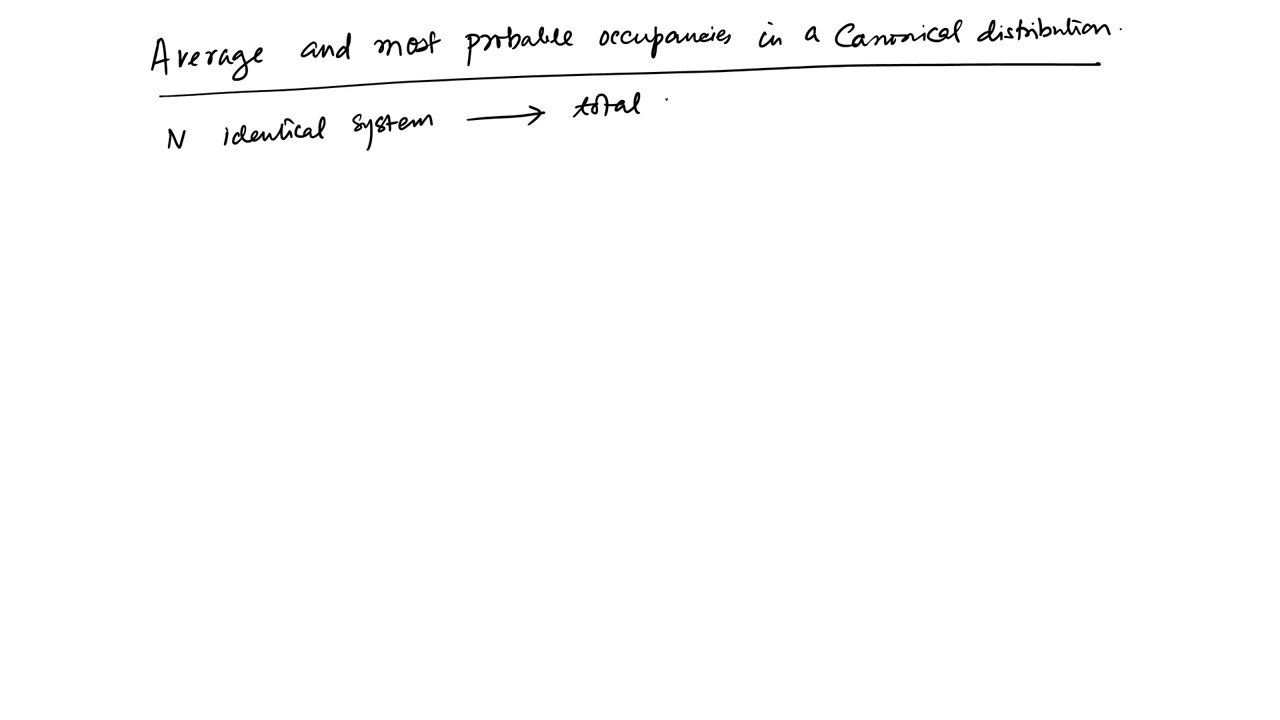 Average and most probable occupancies in a Canonical distribution.
N identical system → total